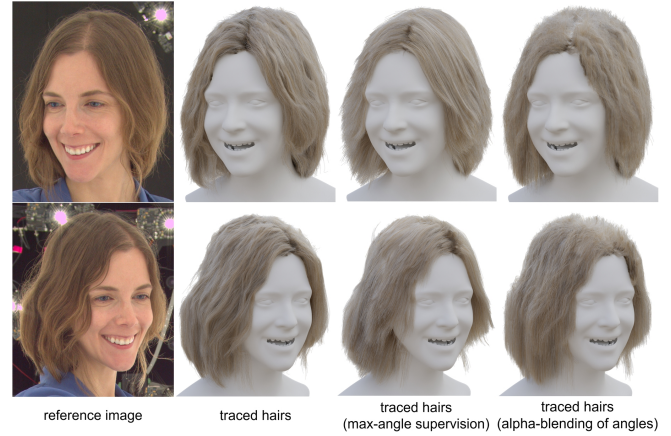 reference image
traced hairs
traced hairs
(max-angle supervision)
traced hairs
(alpha-blending of angles)